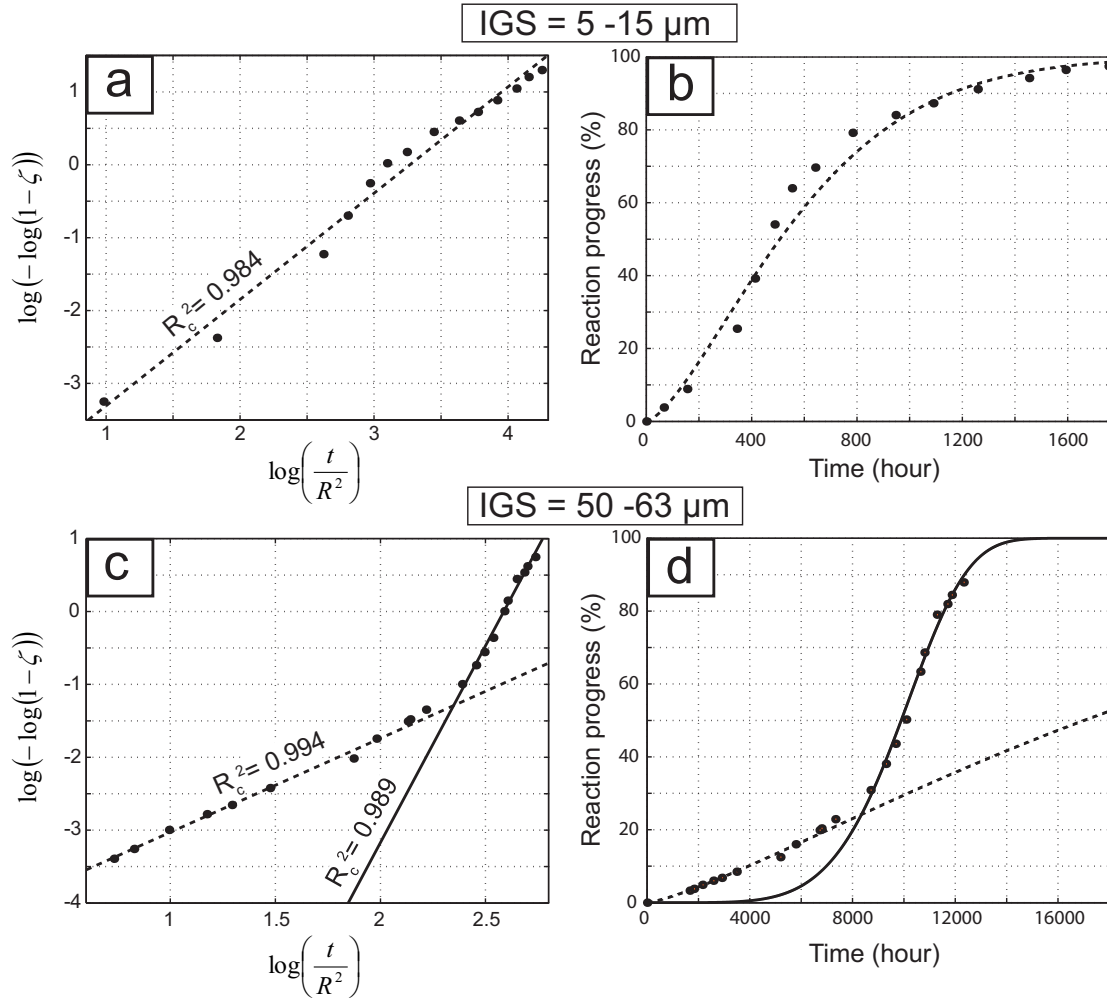 IGS = 5 -15 µm
a
log(-log(1-ζ))
1
0
-1
-2
-3
R_c^2= 0.984
1
2
3
4
log(t/R^2)
b
Reaction progress (%)
100
80
60
40
20
0
0
400
800
1200
1600
Time (hour)
IGS = 50 -63 µm
c
log(-log(1-ζ))
1
0
-1
-2
-3
-4
R_c^2= 0.994
R_c^2= 0.989
1
1.5
2
2.5
log(t/R^2)
d
Reaction progress (%)
100
80
60
40
20
0
0
4000
8000
12000
16000
Time (hour)